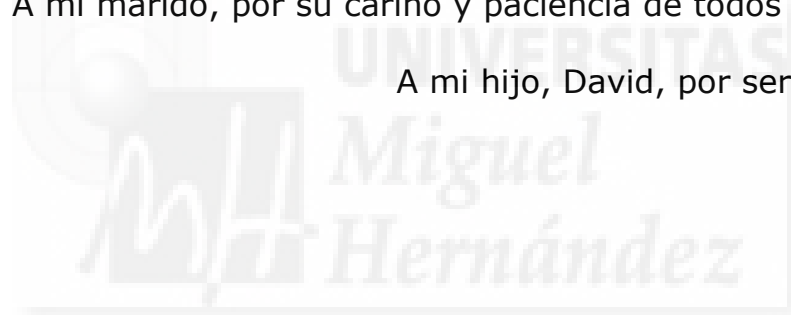 A mi marido, por su cariño y paciencia de todos
UNIVERSITAS
A mi hijo, David, por ser
Miguel
Hernández